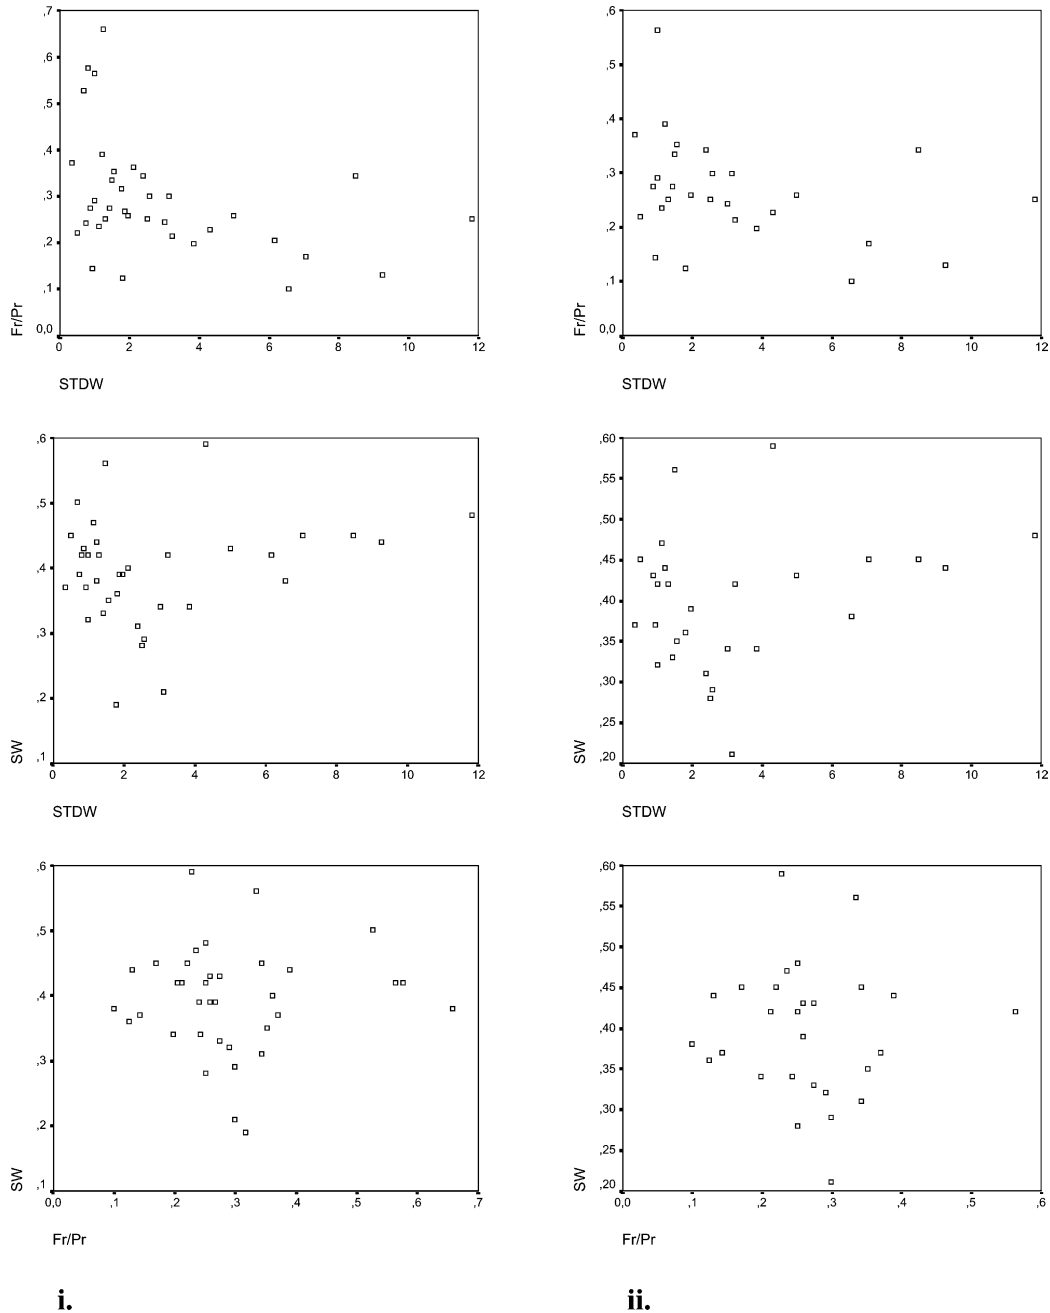 ,7
,6
,5
,4
,3
,2
,1
0,0
Fr/Pr
0 2 4 6 8 10 12
STDW
,6
,5
,4
,3
,2
,1
0,0
Fr/Pr
0 2 4 6 8 10 12
STDW
,6
,5
,4
,3
,2
,1
SW
0 2 4 6 8 10 12
STDW
,60
,55
,50
,45
,40
,35
,30
,25
,20
SW
0 2 4 6 8 10 12
STDW
,6
,5
,4
,3
,2
,1
SW
0,0 ,1 ,2 ,3 ,4 ,5 ,6 ,7
Fr/Pr
,60
,55
,50
,45
,40
,35
,30
,25
,20
SW
0,0 ,1 ,2 ,3 ,4 ,5 ,6
Fr/Pr
i.
ii.